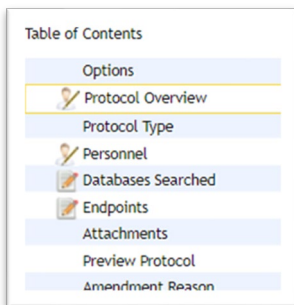 Table of Contents
Options
Protocol Overview
Protocol Type
Personnel
Databases Searched
Endpoints
Attachments
Preview Protocol
Amendment Reason